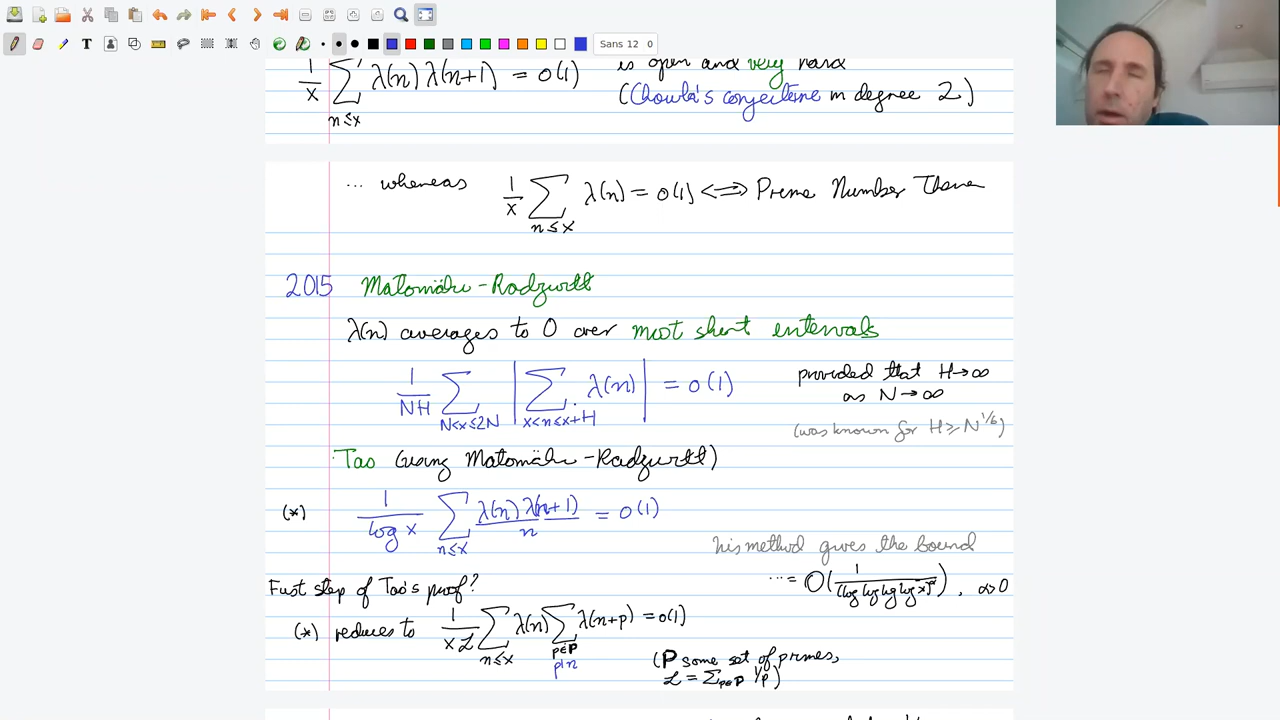 Sans 12 0
1/x ∑_{n≤x} λ(n) λ(n+1) = o(1) is open and very hard
(Chowla's conjecture in degree 2)
... whereas 1/x ∑_{n≤x} λ(n) = o(1) ⟺ Prime Number
2015 Matomäki-Radziwiłł
λ(n) averages to 0 over most short intervals
1/NH ∑_{N<x≤2N} |∑_{x<n≤x+H} λ(n)| = o(1) provided that H→∞
as N→∞
(was known for H ≥ N^{1/6})
Tao (using Matomäki-Radziwiłł)
(*) 1/log x ∑_{n≤x} λ(n) λ(n+1)/n = o(1)
His method gives the bound
... = O(1/(log log log log x)^α), α>0
First step of Tao's proof?
(*) reduces to 1/xℒ ∑_{n≤x} λ(n) ∑_{p∈P, p|n} λ(n+p) = o(1)
(P some set of primes,
ℒ = ∑_{p∈P} 1/p)